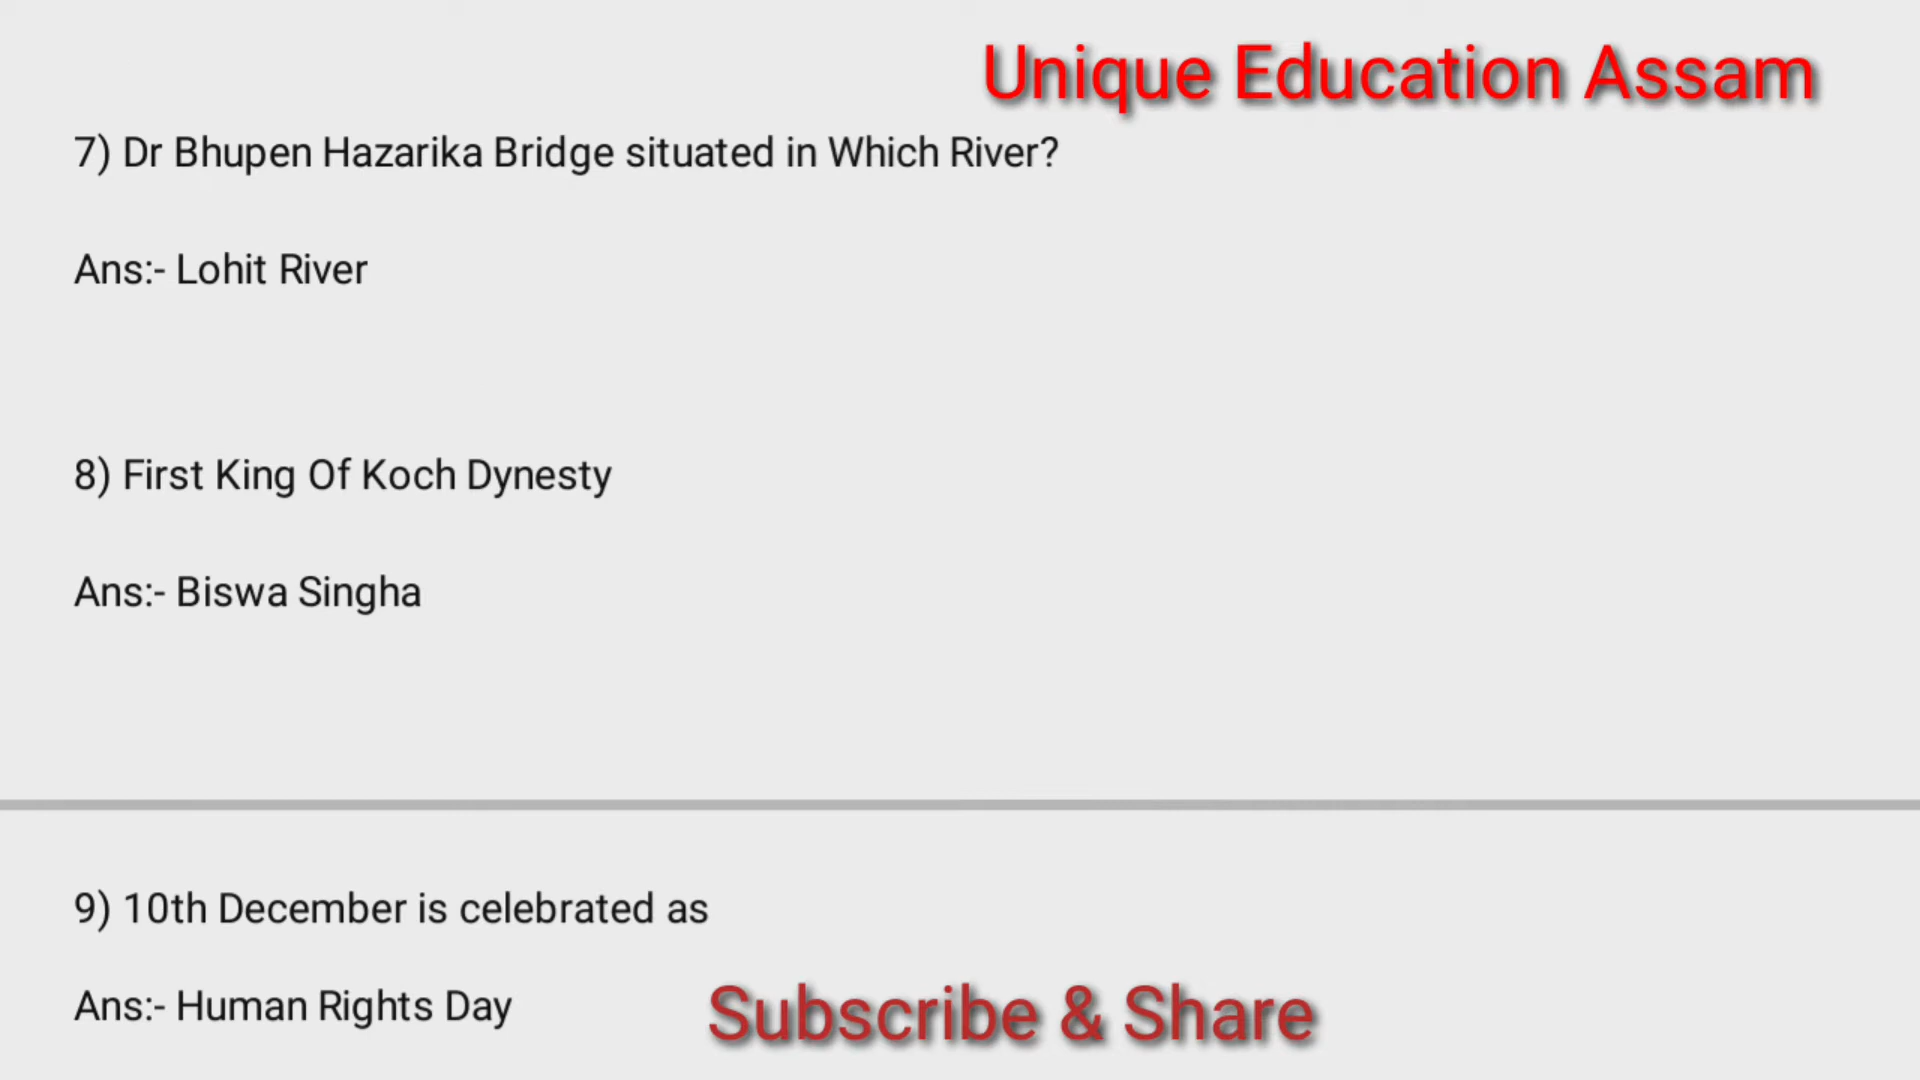 Unique Education Assam
7) Dr Bhupen Hazarika Bridge situated in Which River?
Ans:- Lohit River
8) First King Of Koch Dynesty
Ans:- Biswa Singha
9) 10th December is celebrated as
Ans:- Human Rights Day
Subscribe & Share